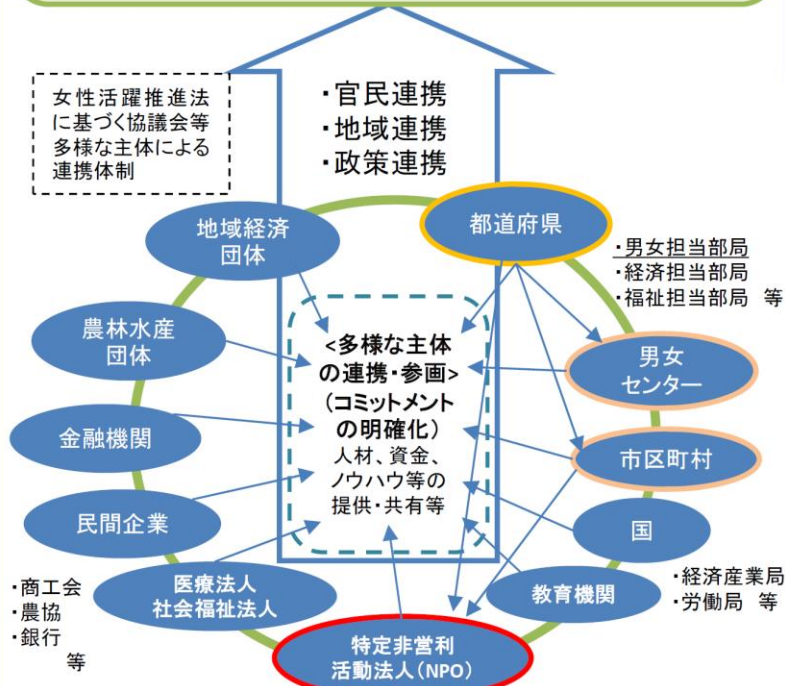 女性活躍推進法
に基づく協議会等
多様な主体による
連携体制
・官民連携
・地域連携
・政策連携
地域経済
団体
都道府県
・男女担当部局
・経済担当部局
・福祉担当部局 等
農林水産
団体
<多様な主体
の連携・参画>
(コミットメント
の明確化)
人材、資金、
ノウハウ等の
提供・共有等
男女
センター
金融機関
市区町村
民間企業
国
医療法人
社会福祉法人
教育機関
・経済産業局
・労働局 等
・商工会
・農協
・銀行
等
特定非営利
活動法人(NPO)